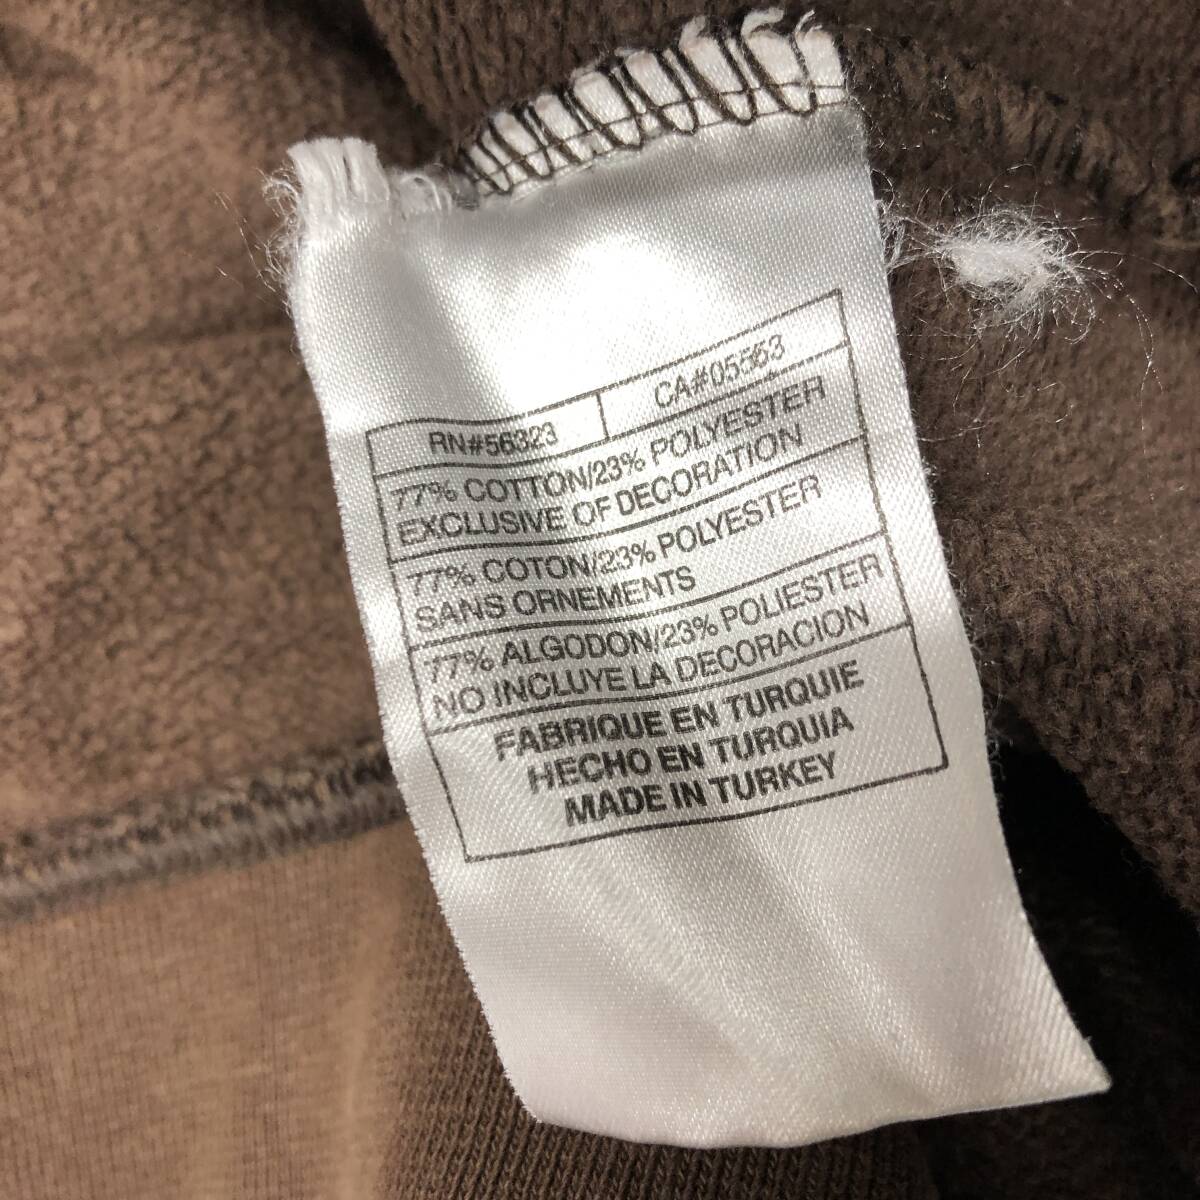 RN#56323 CA#05553
77% COTTON/23% POLYESTER
EXCLUSIVE OF DECORATION
77% COTON/23% POLYESTER
SANS ORNEMENTS
77% ALGODON/23% POLIESTER
NO INCLUYE LA DECORACION
FABRIQUE EN TURQUIE
HECHO EN TURQUIA
MADE IN TURKEY